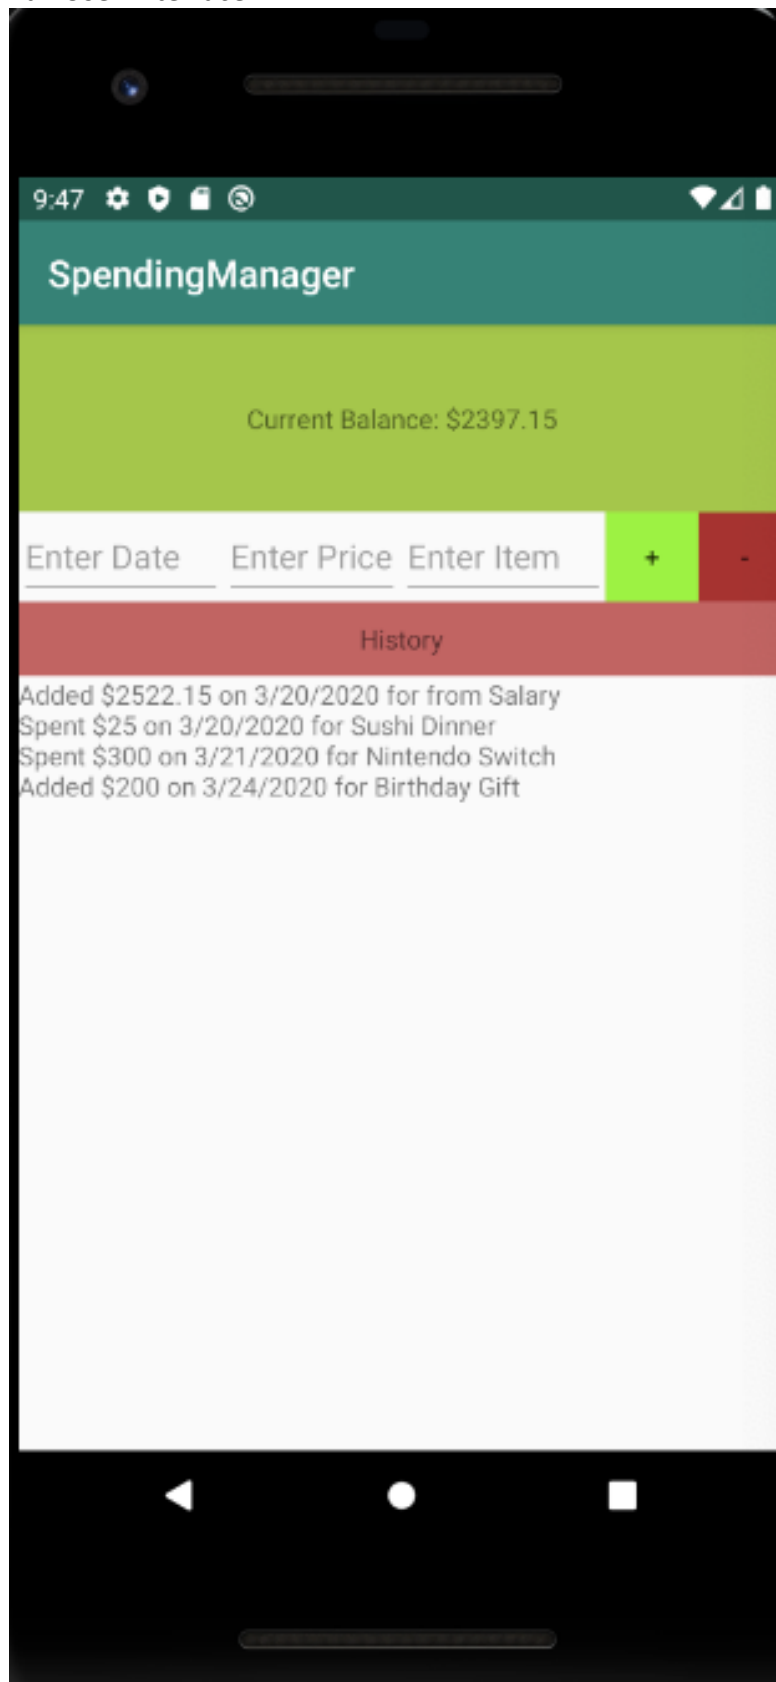 9:47
SpendingManager
Current Balance: $2397.15
Enter Date Enter Price Enter Item + -
History
Added $2522.15 on 3/20/2020 for from Salary
Spent $25 on 3/20/2020 for Sushi Dinner
Spent $300 on 3/21/2020 for Nintendo Switch
Added $200 on 3/24/2020 for Birthday Gift